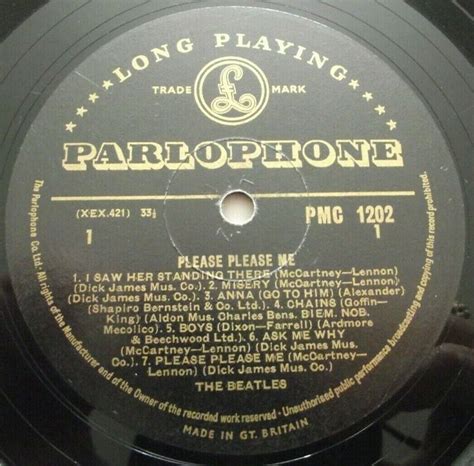 LONG PLAYING
TRADE MARK
£
PARLOPHONE
(X·EX.421) 33⅓
PMC 1202
1
1
PLEASE PLEASE ME
1. I SAW HER STANDING THERE (McCartney—Lennon)
(Dick James Mus. Co.) 2. MISERY (McCartney—Lennon)
(Dick James Mus. Co.) 3. ANNA (GO TO HIM) (Alexander)
(Shapiro Bernstein & Co. Ltd.) 4. CHAINS (Goffin—
King) (Aldon Mus. Charles Bens. BIEM. NOB.
Mecolico). 5. BOYS (Dixon—Farrell) (Ardmore
& Beechwood Ltd.) 6. ASK ME WHY
(McCartney—Lennon) (Dick James Mus.
Co.) 7. PLEASE PLEASE ME (McCartney—
Lennon) (Dick James Mus. Co.)
THE BEATLES
The Parlophone Co. Ltd. All rights of the Manufacturer and of the Owner of the recorded work reserved · Unauthorised public performance broadcasting and copying of this record prohibited.
MADE IN GT. BRITAIN